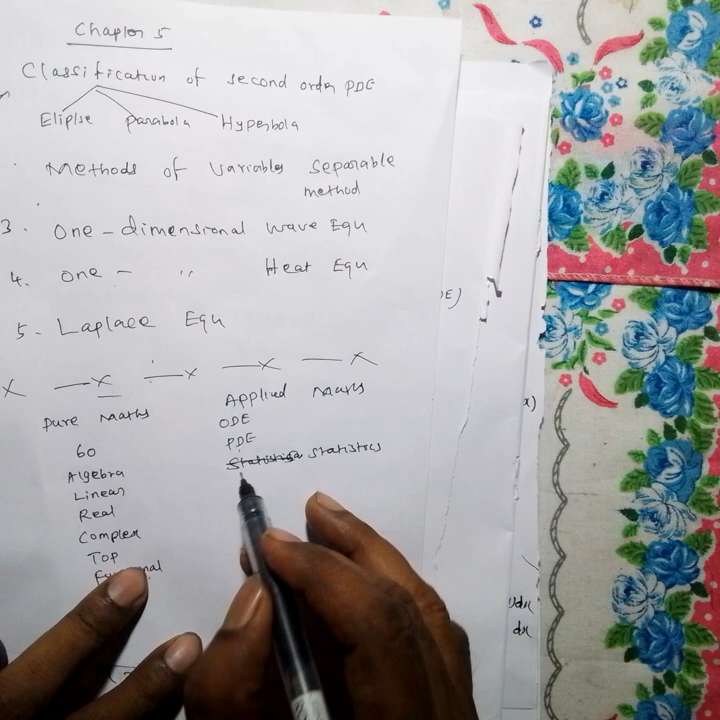 Chapter 5
Classification of second order PDE
Eliplse Parabola Hyperbola
Methods of Variables Separable
method
3. One-dimensional Wave Equ
4. One - " Heat Equ
5. Laplace Equ
Pure Maths Applied Maths
60 ODE
Algebra PDE
Linear statistics
Real
Complex
Top